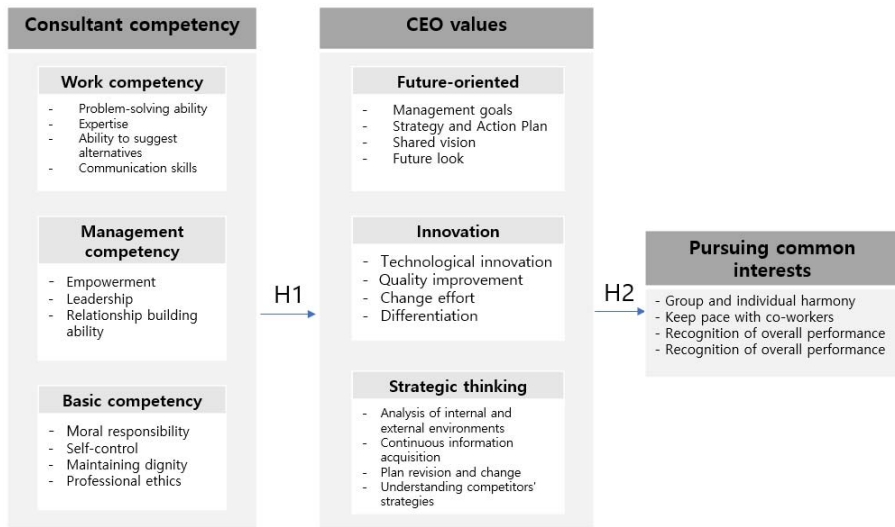 Consultant competency
Work competency
- Problem-solving ability
- Expertise
- Ability to suggest
alternatives
- Communication skills
Management
competency
- Empowerment
- Leadership
- Relationship building
ability
Basic competency
- Moral responsibility
- Self-control
- Maintaining dignity
- Professional ethics
H1
CEO values
Future-oriented
- Management goals
- Strategy and Action Plan
- Shared vision
- Future look
Innovation
- Technological innovation
- Quality improvement
- Change effort
- Differentiation
Strategic thinking
- Analysis of internal and
external environments
- Continuous information
acquisition
- Plan revision and change
- Understanding competitors'
strategies
H2
Pursuing common
interests
- Group and individual harmony
- Keep pace with co-workers
- Recognition of overall performance
- Recognition of overall performance